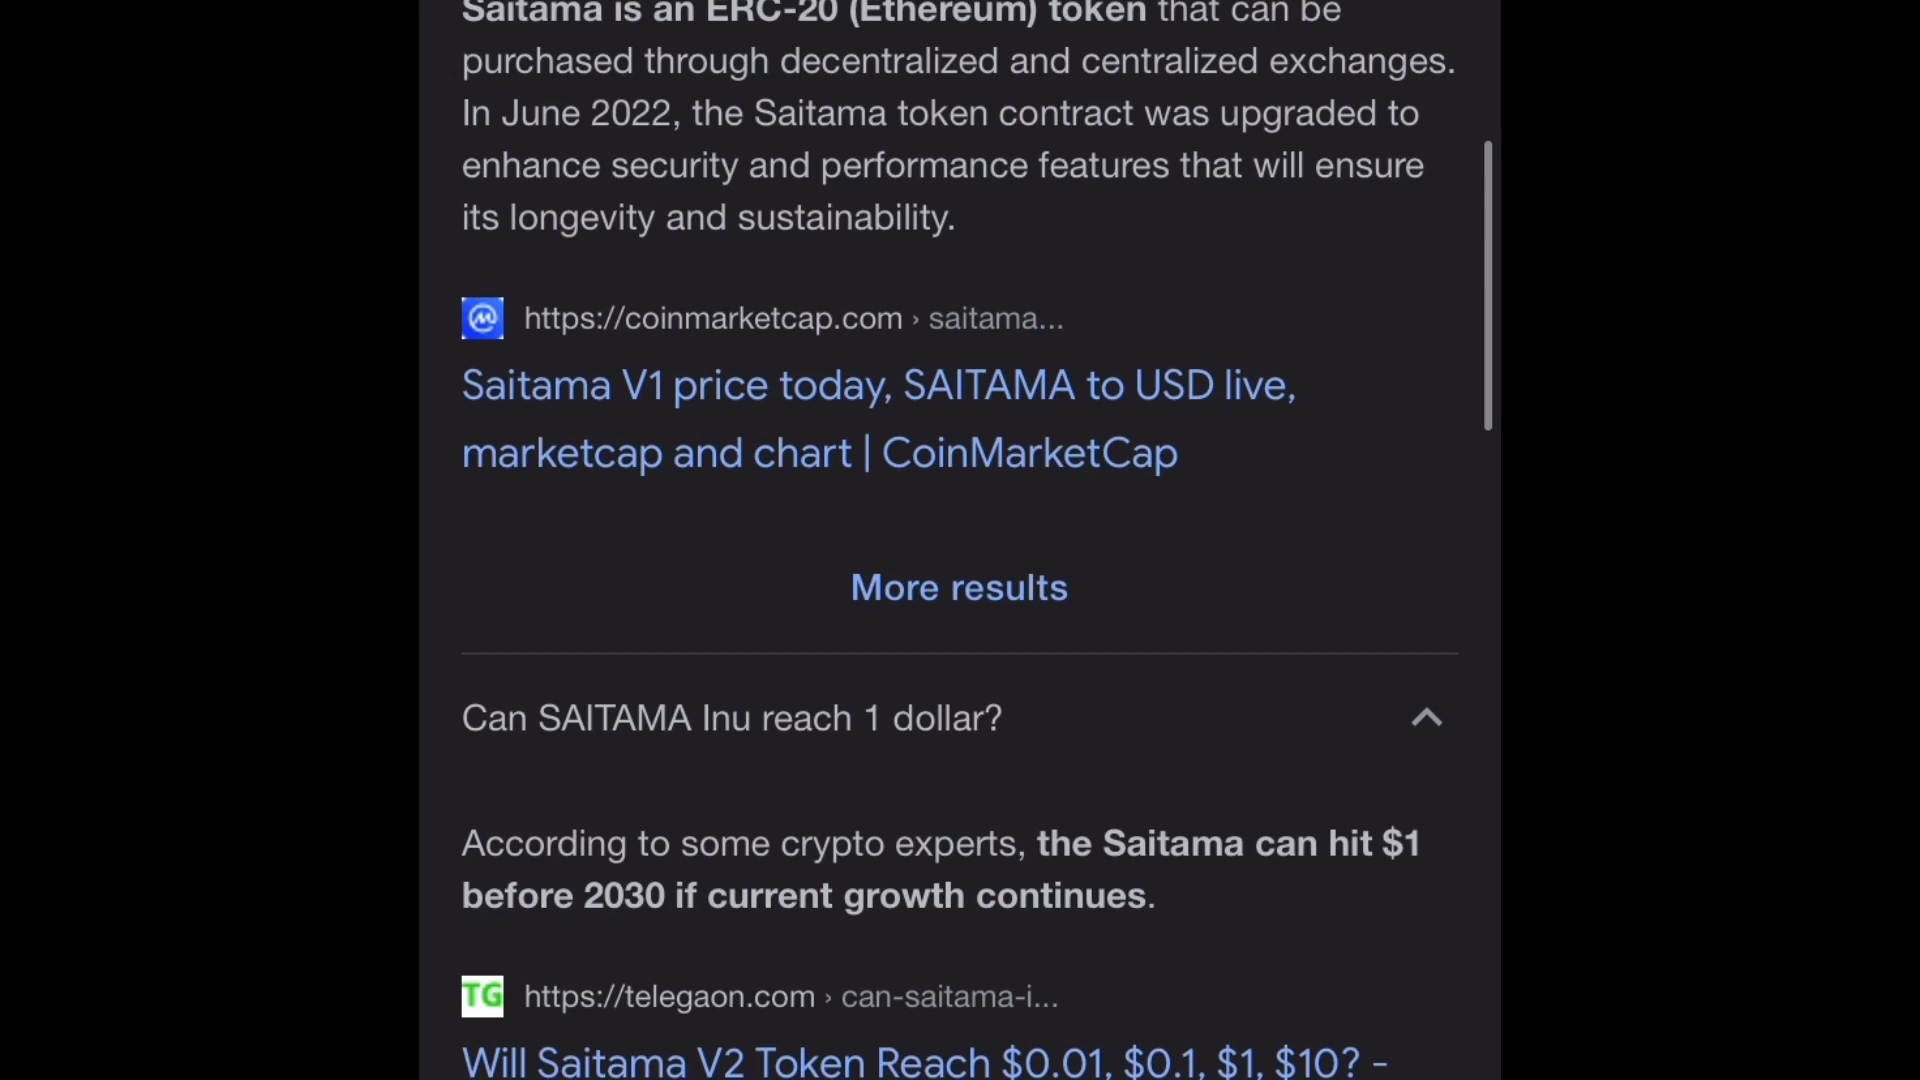 Saitama is an ERC-20 (Ethereum) token that can be
purchased through decentralized and centralized exchanges.
In June 2022, the Saitama token contract was upgraded to
enhance security and performance features that will ensure
its longevity and sustainability.
https://coinmarketcap.com › saitama...
Saitama V1 price today, SAITAMA to USD live,
marketcap and chart | CoinMarketCap
More results
Can SAITAMA Inu reach 1 dollar?
According to some crypto experts, the Saitama can hit $1
before 2030 if current growth continues.
TG https://telegaon.com › can-saitama-i...
Will Saitama V2 Token Reach $0.01, $0.1, $1, $10? -